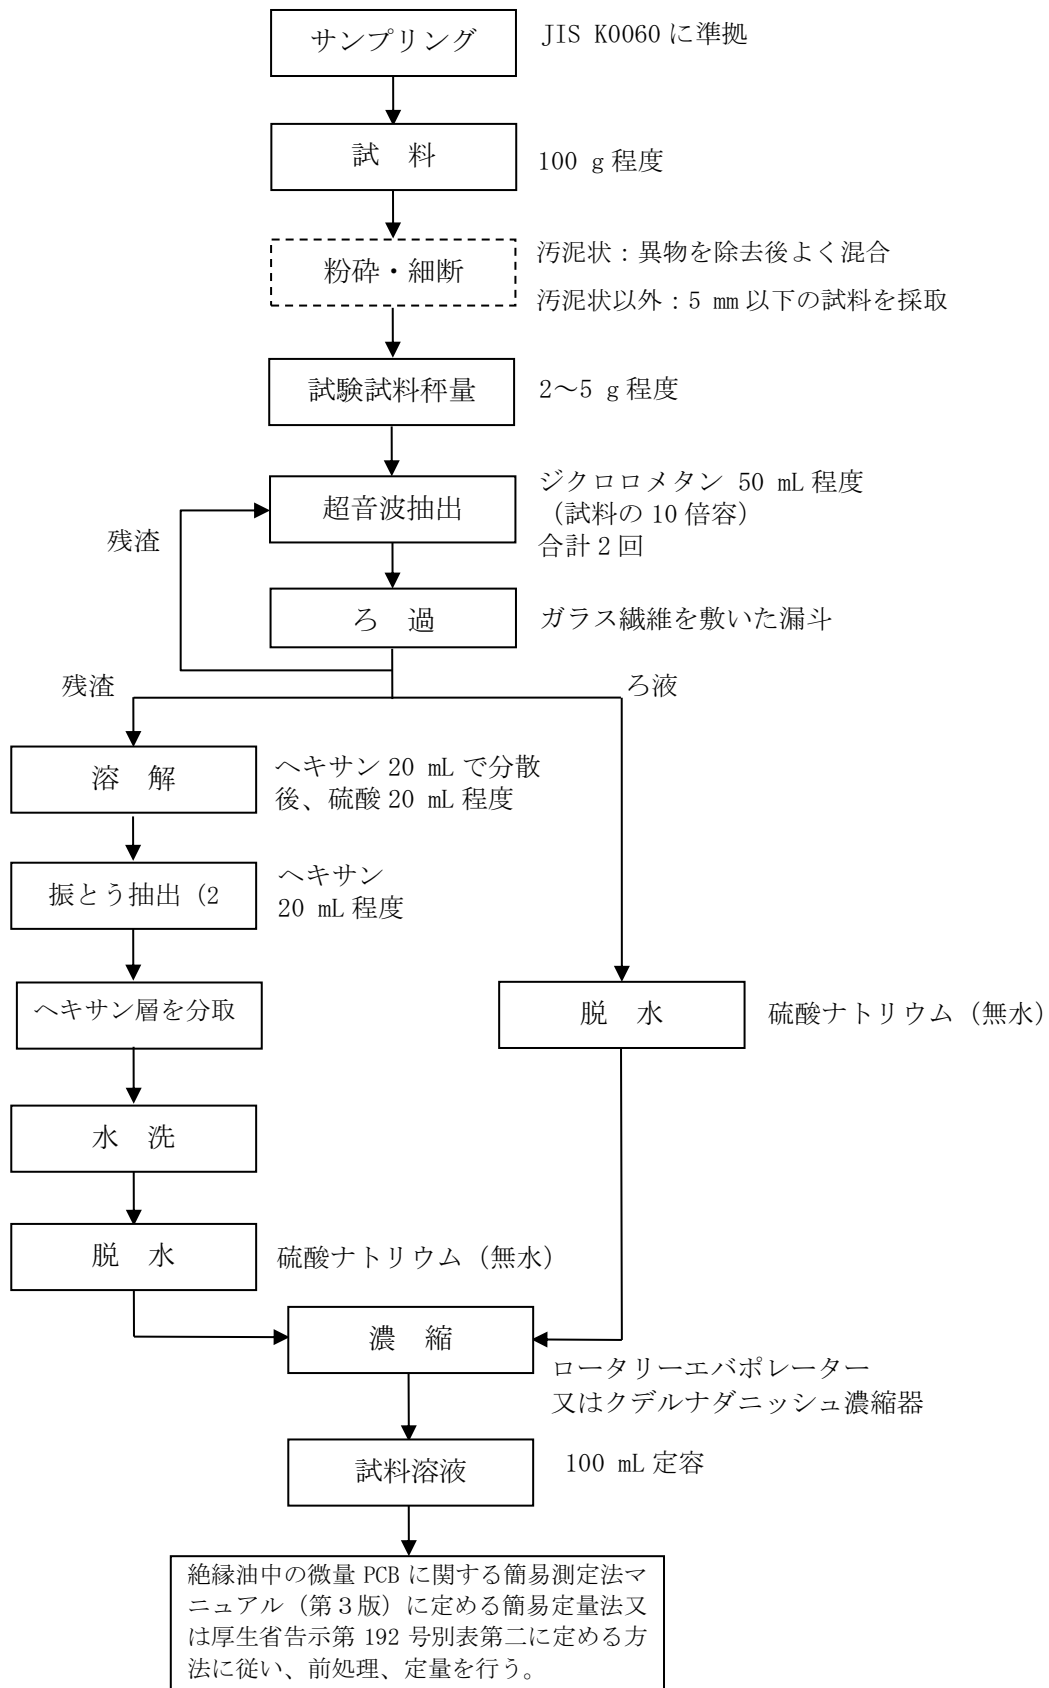 サンプリング
JIS K0060 に準拠
試 料
100 g 程度
粉砕・細断
汚泥状：異物を除去後よく混合
汚泥状以外：5 mm 以下の試料を採取
試験試料秤量
2～5 g 程度
超音波抽出
ジクロロメタン 50 mL 程度
（試料の 10 倍容）
合計 2 回
残渣
ろ 過
ガラス繊維を敷いた漏斗
残渣
ろ液
溶 解
ヘキサン 20 mL で分散
後、硫酸 20 mL 程度
振とう抽出（2
ヘキサン
20 mL 程度
ヘキサン層を分取
脱 水
硫酸ナトリウム（無水）
水 洗
脱 水
硫酸ナトリウム（無水）
濃 縮
ロータリーエバポレーター
又はクデルナダニッシュ濃縮器
試料溶液
100 mL 定容
絶縁油中の微量 PCB に関する簡易測定法マ
ニュアル（第３版）に定める簡易定量法又
は厚生省告示第 192 号別表第二に定める方
法に従い、前処理、定量を行う。